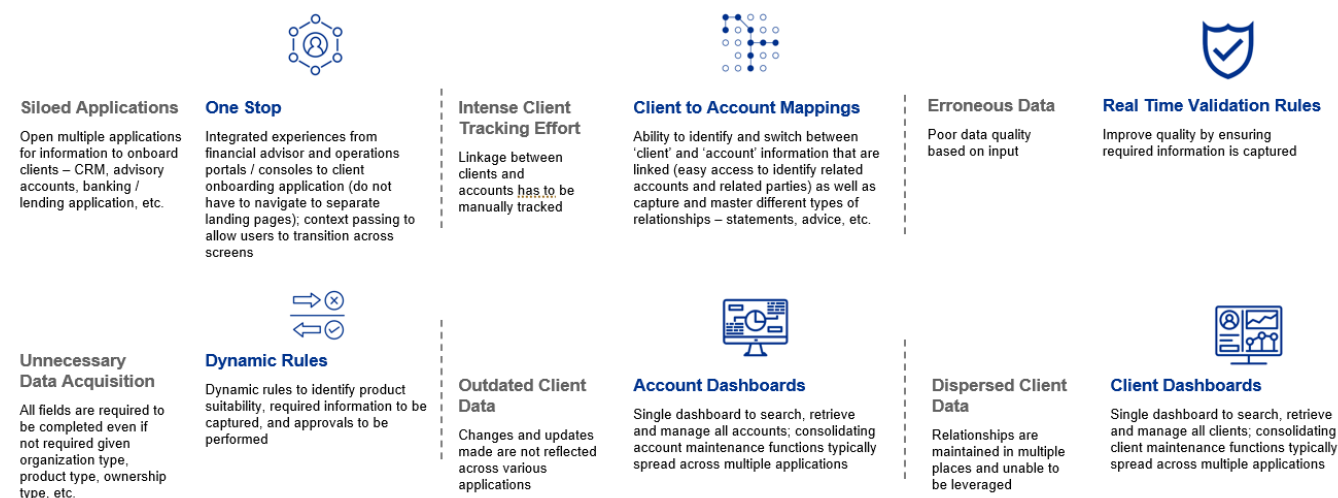 Siloed Applications
Open multiple applications
for information to onboard
clients – CRM, advisory
accounts, banking /
lending application, etc.
One Stop
Integrated experiences from
financial advisor and operations
portals / consoles to client
onboarding application (do not
have to navigate to separate
landing pages); context passing to
allow users to transition across
screens
Intense Client
Tracking Effort
Linkage between
clients and
accounts has to be
manually tracked
Client to Account Mappings
Ability to identify and switch between
‘client’ and ‘account’ information that are
linked (easy access to identify related
accounts and related parties) as well as
capture and master different types of
relationships – statements, advice, etc.
Erroneous Data
Poor data quality
based on input
Real Time Validation Rules
Improve quality by ensuring
required information is captured
Unnecessary
Data Acquisition
All fields are required to
be completed even if
not required given
organization type,
product type, ownership
type, etc.
Dynamic Rules
Dynamic rules to identify product
suitability, required information to be
captured, and approvals to be
performed
Outdated Client
Data
Changes and updates
made are not reflected
across various
applications
Account Dashboards
Single dashboard to search, retrieve
and manage all accounts; consolidating
account maintenance functions typically
spread across multiple applications
Dispersed Client
Data
Relationships are
maintained in multiple
places and unable to
be leveraged
Client Dashboards
Single dashboard to search, retrieve
and manage all clients; consolidating
client maintenance functions typically
spread across multiple applications